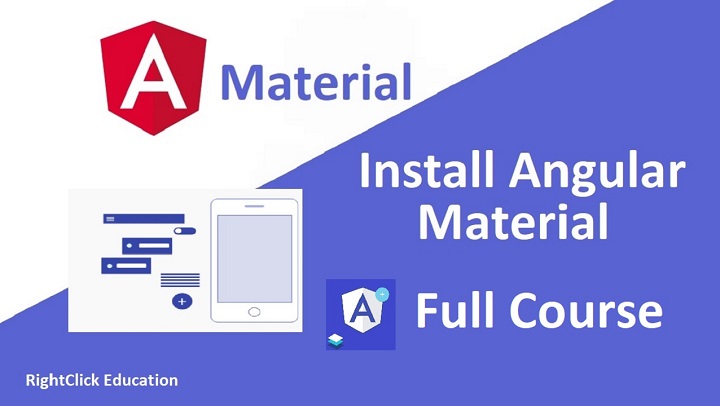 A Material
Install Angular
Material
A
Full Course
RightClick Education